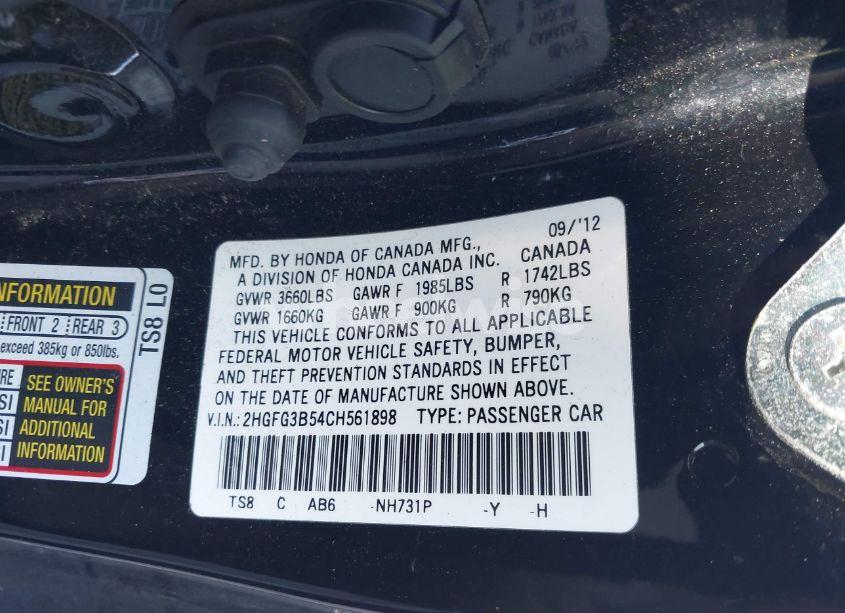 09/'12
MFD. BY HONDA OF CANADA MFG.,
A DIVISION OF HONDA CANADA INC. CANADA
GVWR 3660LBS GAWR F 1985LBS R 1742LBS
GVWR 1660KG GAWR F 900KG R 790KG
THIS VEHICLE CONFORMS TO ALL APPLICABLE
FEDERAL MOTOR VEHICLE SAFETY, BUMPER,
AND THEFT PREVENTION STANDARDS IN EFFECT
ON THE DATE OF MANUFACTURE SHOWN ABOVE.
V.I.N.: 2HGFG3B54CH561898 TYPE: PASSENGER CAR
TS8 C AB6 -NH731P -Y -H
INFORMATION
FRONT 2 REAR 3
exceed 385kg or 850lbs.
SEE OWNER'S
MANUAL FOR
ADDITIONAL
INFORMATION
TS8 L0